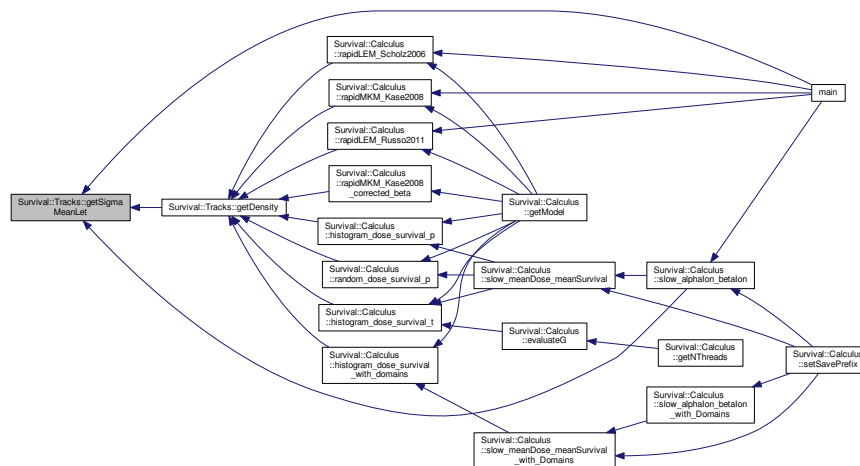 Survival::Calculus
::rapidLEM_Scholz2006
Survival::Calculus
::rapidMKM_Kase2008
main
Survival::Calculus
::rapidLEM_Russo2011
Survival::Calculus
::rapidMKM_Kase2008
_corrected_beta
Survival::Tracks::getSigma
MeanLet
Survival::Tracks::getDensity
Survival::Calculus
::getModel
Survival::Calculus
::histogram_dose_survival_p
Survival::Calculus
::random_dose_survival_p
Survival::Calculus
::slow_meanDose_meanSurvival
Survival::Calculus
::slow_alphaIon_betaIon
Survival::Calculus
::histogram_dose_survival_t
Survival::Calculus
::evaluateG
Survival::Calculus
::getNThreads
Survival::Calculus
::setSavePrefix
Survival::Calculus
::histogram_dose_survival
_with_domains
Survival::Calculus
::slow_alphaIon_betaIon
_with_Domains
Survival::Calculus
::slow_meanDose_meanSurvival
_with_Domains